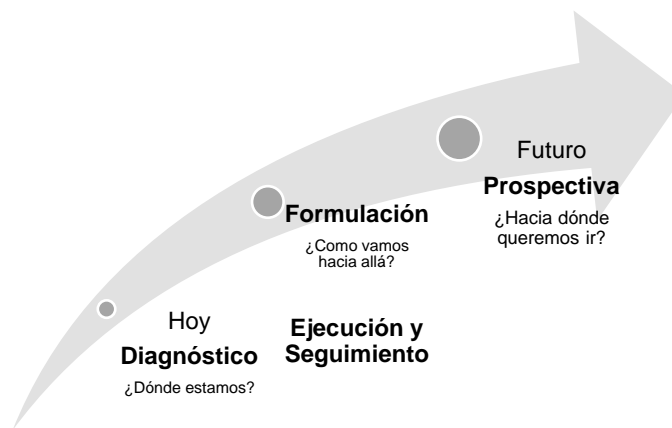 Hoy
Diagnóstico
¿Dónde estamos?
Formulación
¿Como vamos
hacia allá?
Ejecución y
Seguimiento
Futuro
Prospectiva
¿Hacia dónde
queremos ir?